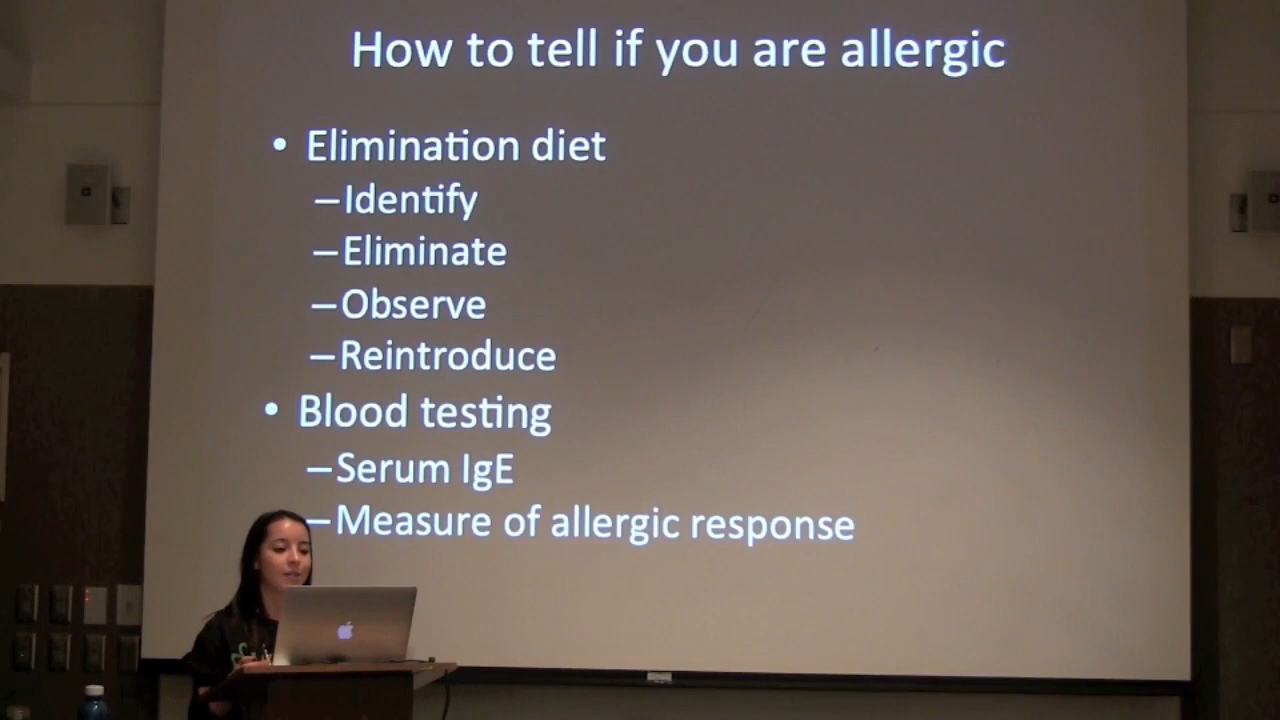 How to tell if you are allergic
• Elimination diet
–Identify
–Eliminate
–Observe
–Reintroduce
• Blood testing
–Serum IgE
–Measure of allergic response